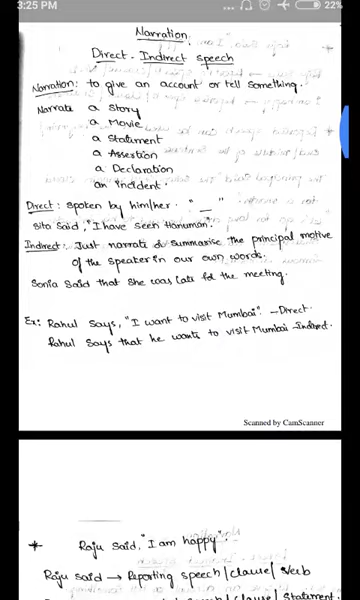 3:25 PM 22%
Narration.
Direct - Indirect speech
Narration: to give an account or tell something.
Narrate a story
a Movie
a Statement
a Assertion
a Declaration
an incident.
Direct: spoken by him/her. " _ "
Sita Said, "I have seen Hanuman".
Indirect: Just narrate & Summarise the principal motive
of the speaker in our own words.
Sonia Said that she was late for the meeting.
Ex: Rahul Says, "I want to visit Mumbai". -Direct.
Rahul Says that he wants to visit Mumbai -Indirect.
Scanned by CamScanner
* Raju said, "I am happy".
Raju said → Reporting speech/clause/verb
speech/clause/Statement.